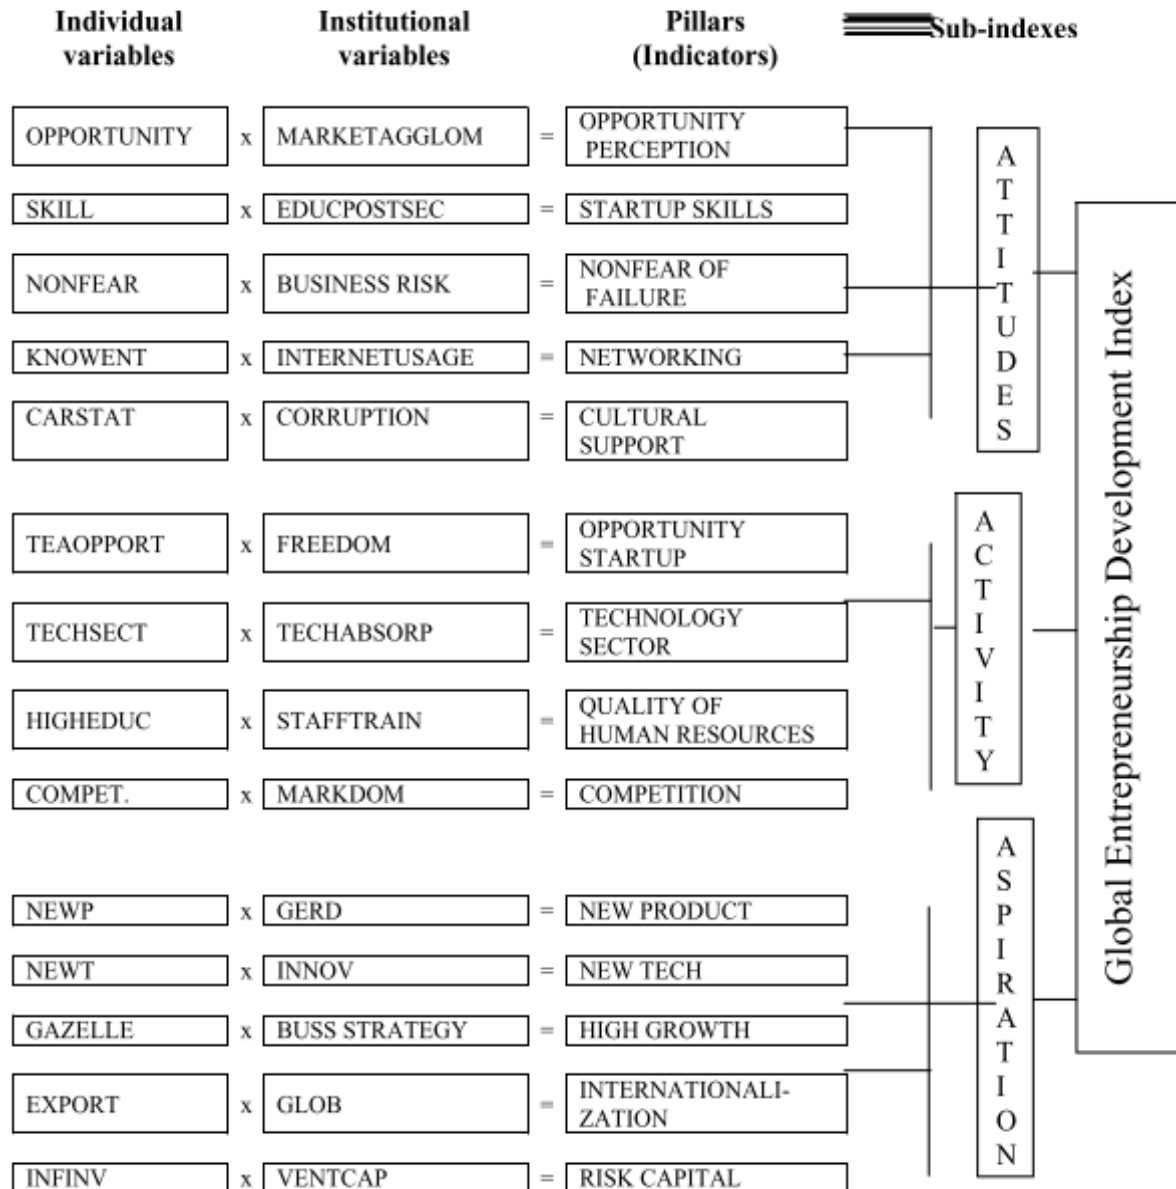 Individual variables
Institutional variables
Pillars (Indicators)
Sub-indexes
OPPORTUNITY x MARKETAGGLOM = OPPORTUNITY PERCEPTION
SKILL x EDUCPOSTSEC = STARTUP SKILLS
NONFEAR x BUSINESS RISK = NONFEAR OF FAILURE
KNOWENT x INTERNETUSAGE = NETWORKING
CARSTAT x CORRUPTION = CULTURAL SUPPORT
ATTITUDES
TEAOPPORT x FREEDOM = OPPORTUNITY STARTUP
TECHSECT x TECHABSORP = TECHNOLOGY SECTOR
HIGHEDUC x STAFFTRAIN = QUALITY OF HUMAN RESOURCES
COMPET. x MARKDOM = COMPETITION
ACTIVITY
NEWP x GERD = NEW PRODUCT
NEWT x INNOV = NEW TECH
GAZELLE x BUSS STRATEGY = HIGH GROWTH
EXPORT x GLOB = INTERNATIONALI-
ZATION
INFINV x VENTCAP = RISK CAPITAL
ASPIRATION
Global Entrepreneurship Development Index